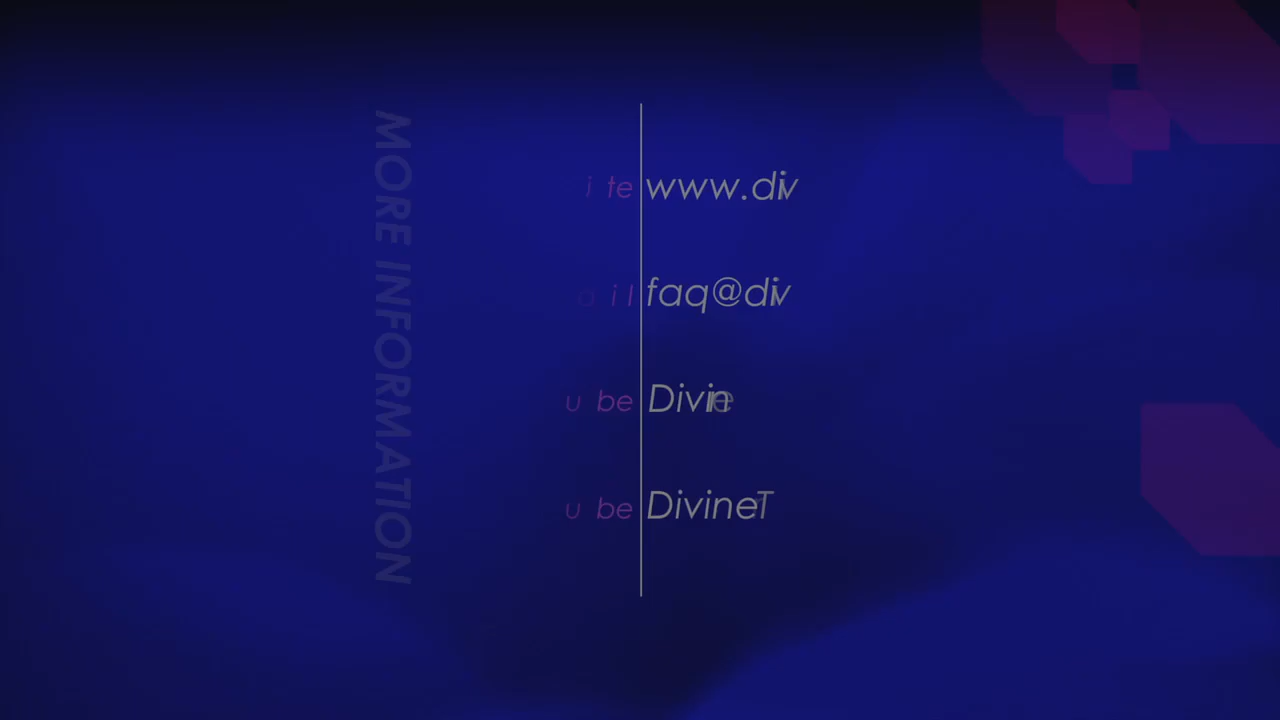 MORE INFORMATION
i te www.div
a i l faq@div
u be Divine
u be DivineT